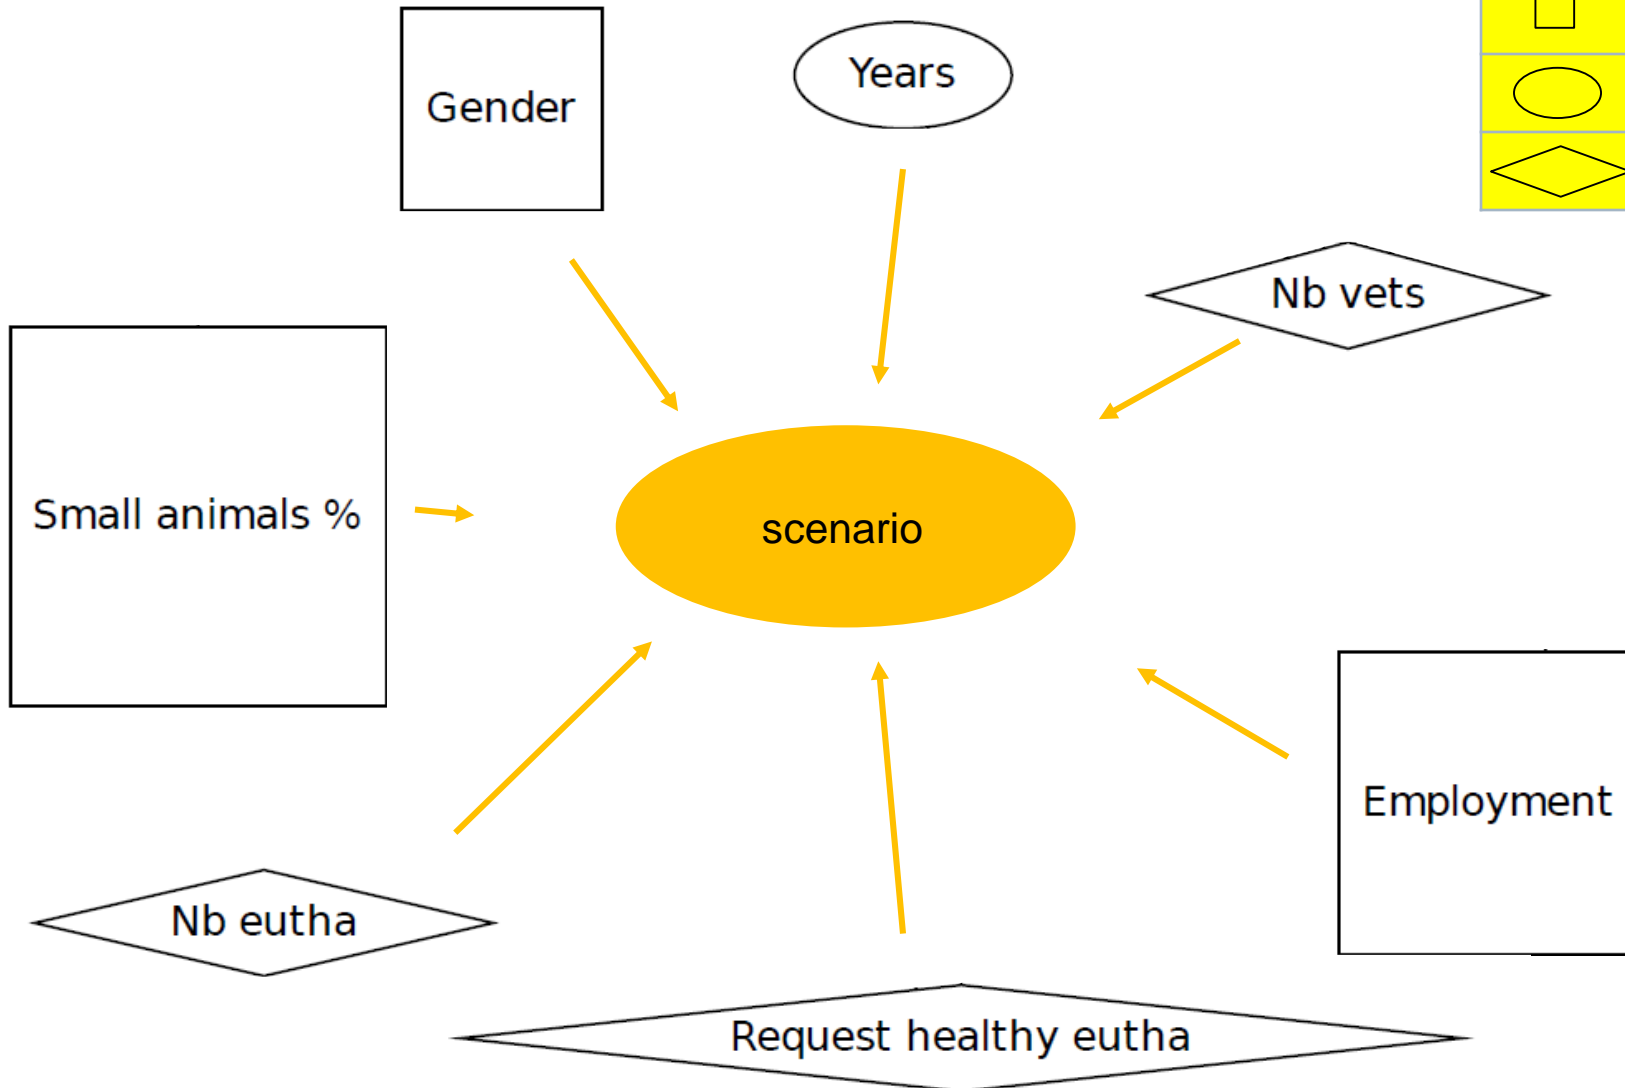 Gender
Years
Nb vets
Small animals %
scenario
Employment
Nb eutha
Request healthy eutha